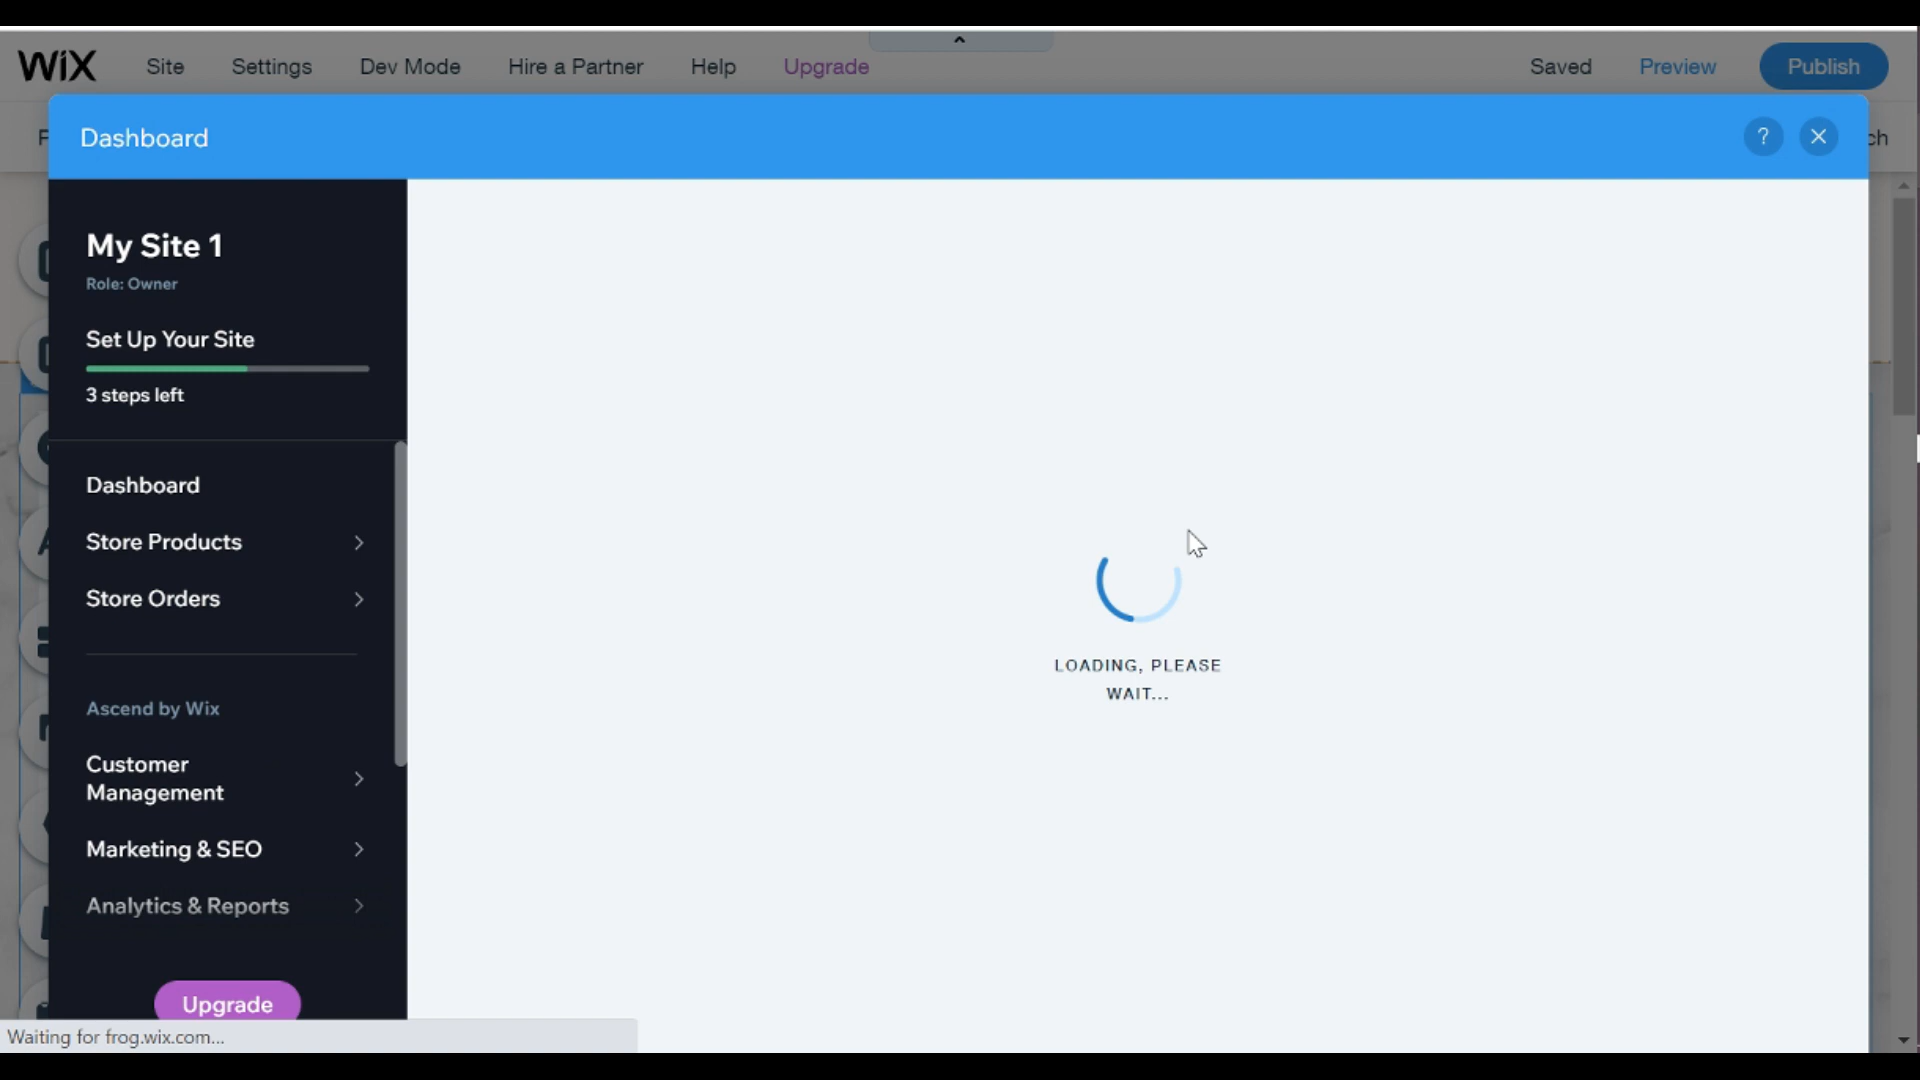 WiX Site Settings Dev Mode Hire a Partner Help Upgrade Saved Preview Publish
Dashboard ? ch
My Site 1
Role: Owner
Set Up Your Site
3 steps left
Dashboard
Store Products
Store Orders
Ascend by Wix
Customer
Management
Marketing & SEO
Analytics & Reports
Upgrade
LOADING, PLEASE
WAIT...
Waiting for frog.wix.com...